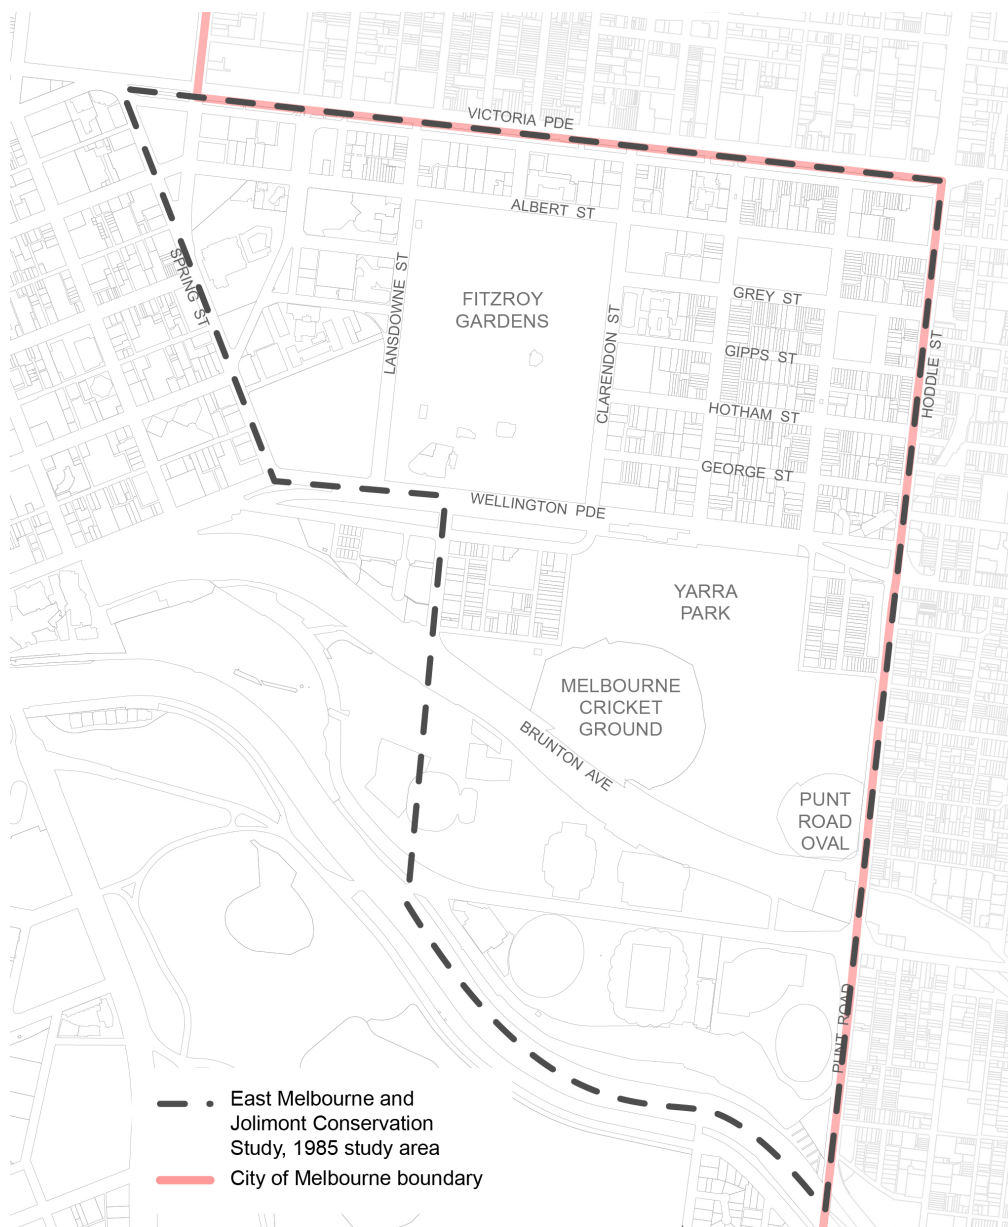 VICTORIA PDE
ALBERT ST
SPRING ST
LANSDOWNE ST
FITZROY
GARDENS
CLARENDON ST
GREY ST
GIPPS ST
HODDLE ST
HOTHAM ST
GEORGE ST
WELLINGTON PDE
YARRA
PARK
MELBOURNE
CRICKET
GROUND
BRUNTON AVE
PUNT
ROAD
OVAL
PUNT ROAD
East Melbourne and
Jolimont Conservation
Study, 1985 study area
City of Melbourne boundary